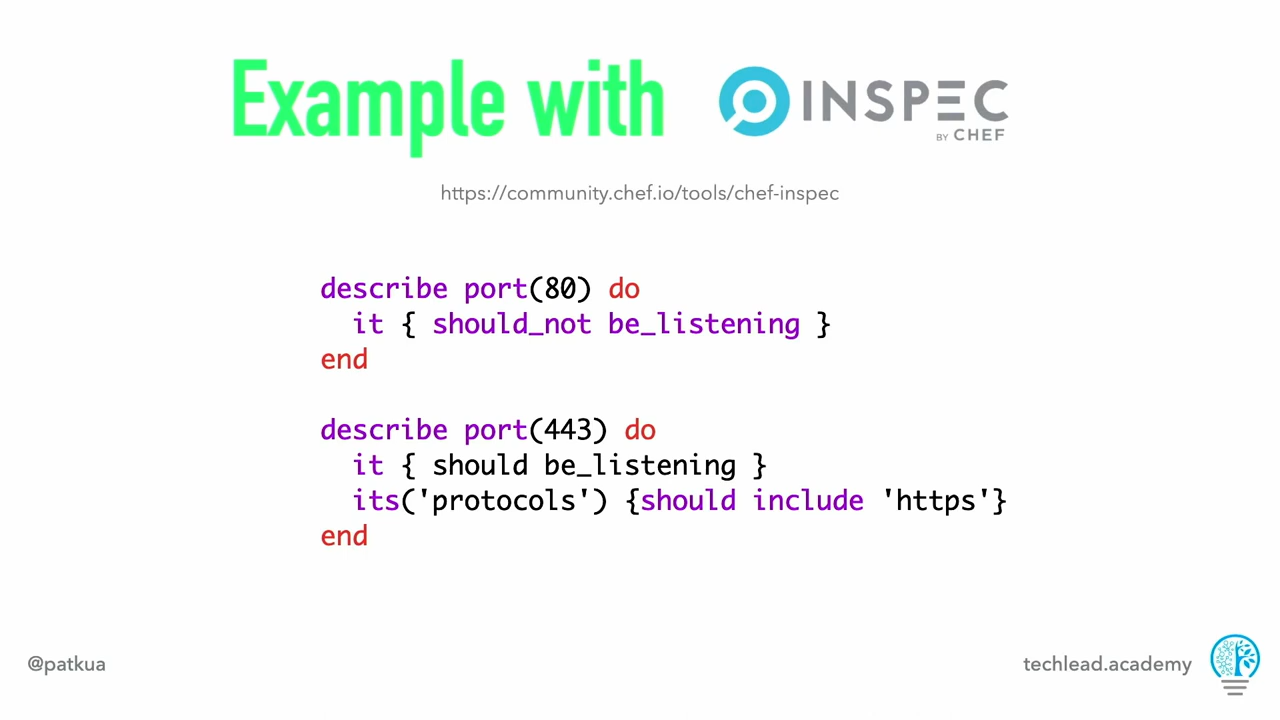 Example with INSPEC
BY CHEF
https://community.chef.io/tools/chef-inspec
describe port(80) do
  it { should_not be_listening }
end
describe port(443) do
  it { should be_listening }
  its('protocols') {should include 'https'}
end
@patkua
techlead.academy